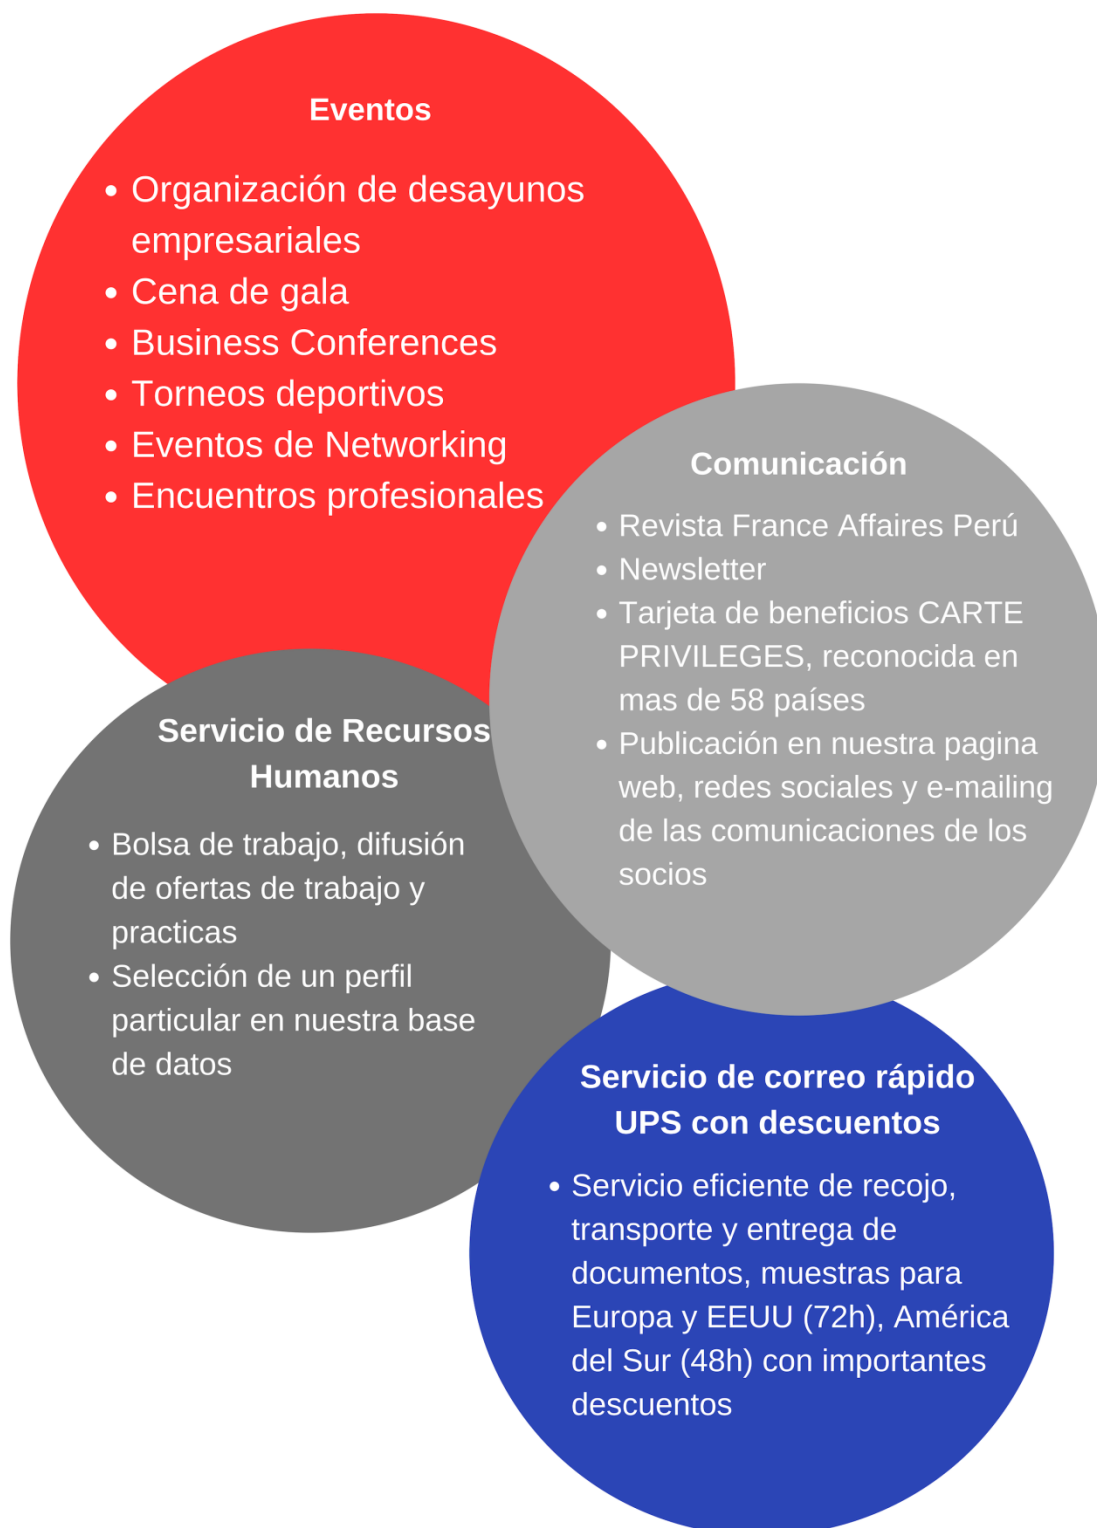 Eventos
• Organización de desayunos
empresariales
• Cena de gala
• Business Conferences
• Torneos deportivos
• Eventos de Networking
• Encuentros profesionales
Comunicación
• Revista France Affaires Perú
• Newsletter
• Tarjeta de beneficios CARTE
PRIVILEGES, reconocida en
mas de 58 países
• Publicación en nuestra pagina
web, redes sociales y e-mailing
de las comunicaciones de los
socios
Servicio de Recursos
Humanos
• Bolsa de trabajo, difusión
de ofertas de trabajo y
practicas
• Selección de un perfil
particular en nuestra base
de datos
Servicio de correo rápido
UPS con descuentos
• Servicio eficiente de recojo,
transporte y entrega de
documentos, muestras para
Europa y EEUU (72h), América
del Sur (48h) con importantes
descuentos